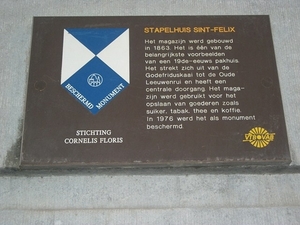 STAPELHUIS SINT-FELIX
Het magazijn werd gebouwd
in 1863. Het is één van de
belangrijkste voorbeelden
van een 19de-eeuws pakhuis.
Het strekt zich uit van de
Godefriduskaai tot de Oude
Leeuwenrui en heeft een
centrale doorgang. Het maga-
zijn werd gebruikt voor het
opslaan van goederen zoals
suiker, tabak, thee en koffie.
In 1976 werd het als monument
beschermd.
BESCHERMD MONUMENT
STICHTING
CORNELIS FLORIS